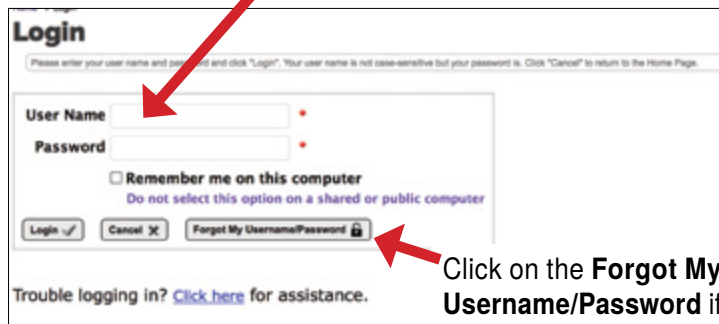 Login
Please enter your user name and password and click "Login". Your user name is not case-sensitive but your password is. Click "Cancel" to return to the Home Page.
User Name
Password
Remember me on this computer
Do not select this option on a shared or public computer
Login Cancel Forgot My Username/Password
Click on the Forgot My
Username/Password if
Trouble logging in? Click here for assistance.